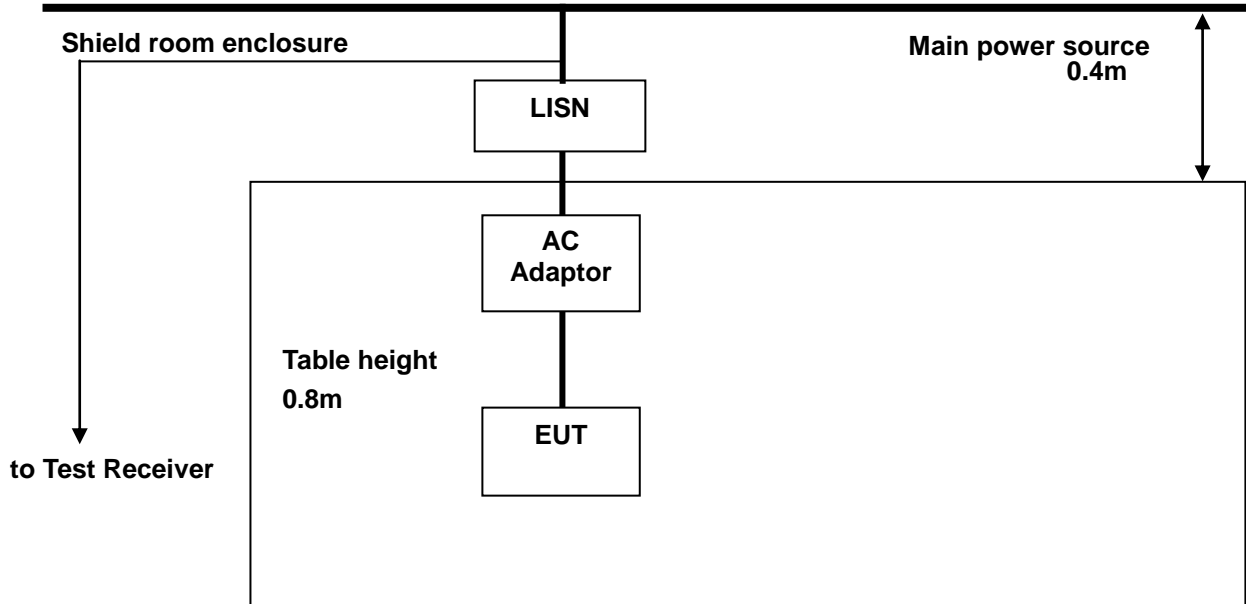 Shield room enclosure
Main power source
0.4m
LISN
AC
Adaptor
Table height
0.8m
EUT
to Test Receiver